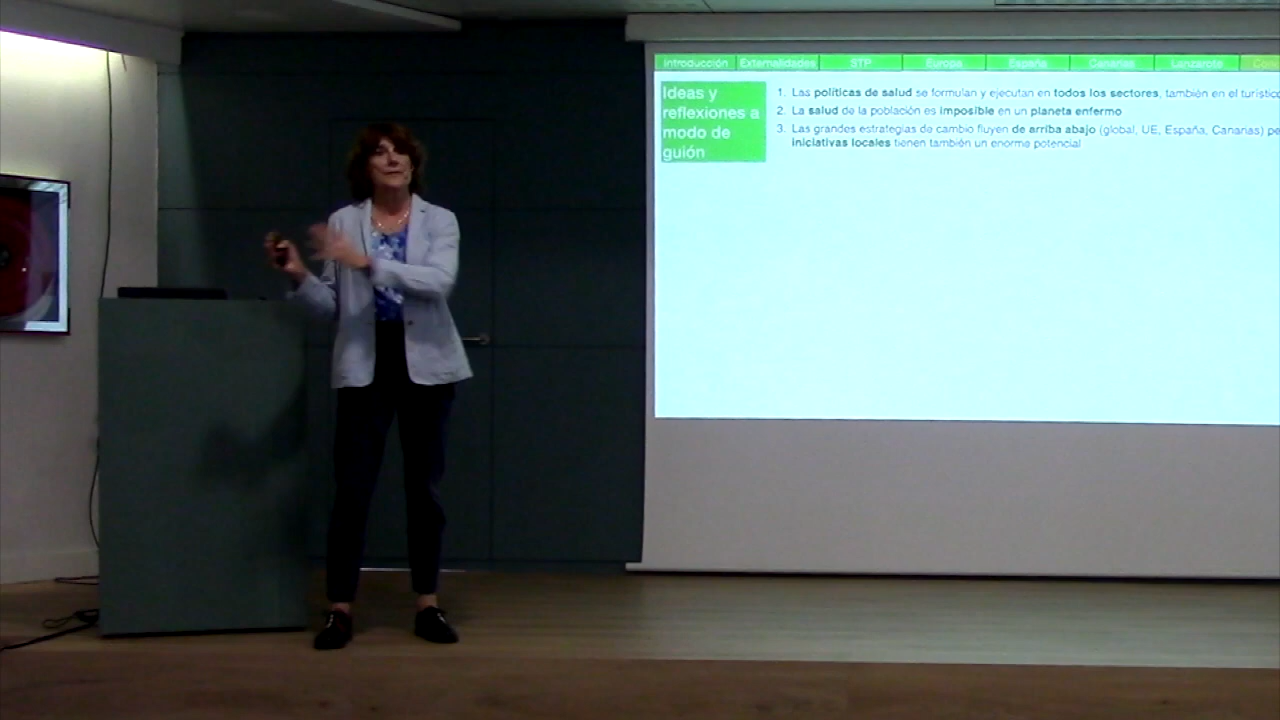 Introducción Externalidades STP Europa España Canarias Lanzarote
Ideas y
reflexiones a
modo de
guión
1. Las políticas de salud se formulan y ejecutan en todos los sectores, también en el turístic
2. La salud de la población es imposible en un planeta enfermo
3. Las grandes estrategias de cambio fluyen de arriba abajo (global, UE, España, Canarias) pe
iniciativas locales tienen también un enorme potencial